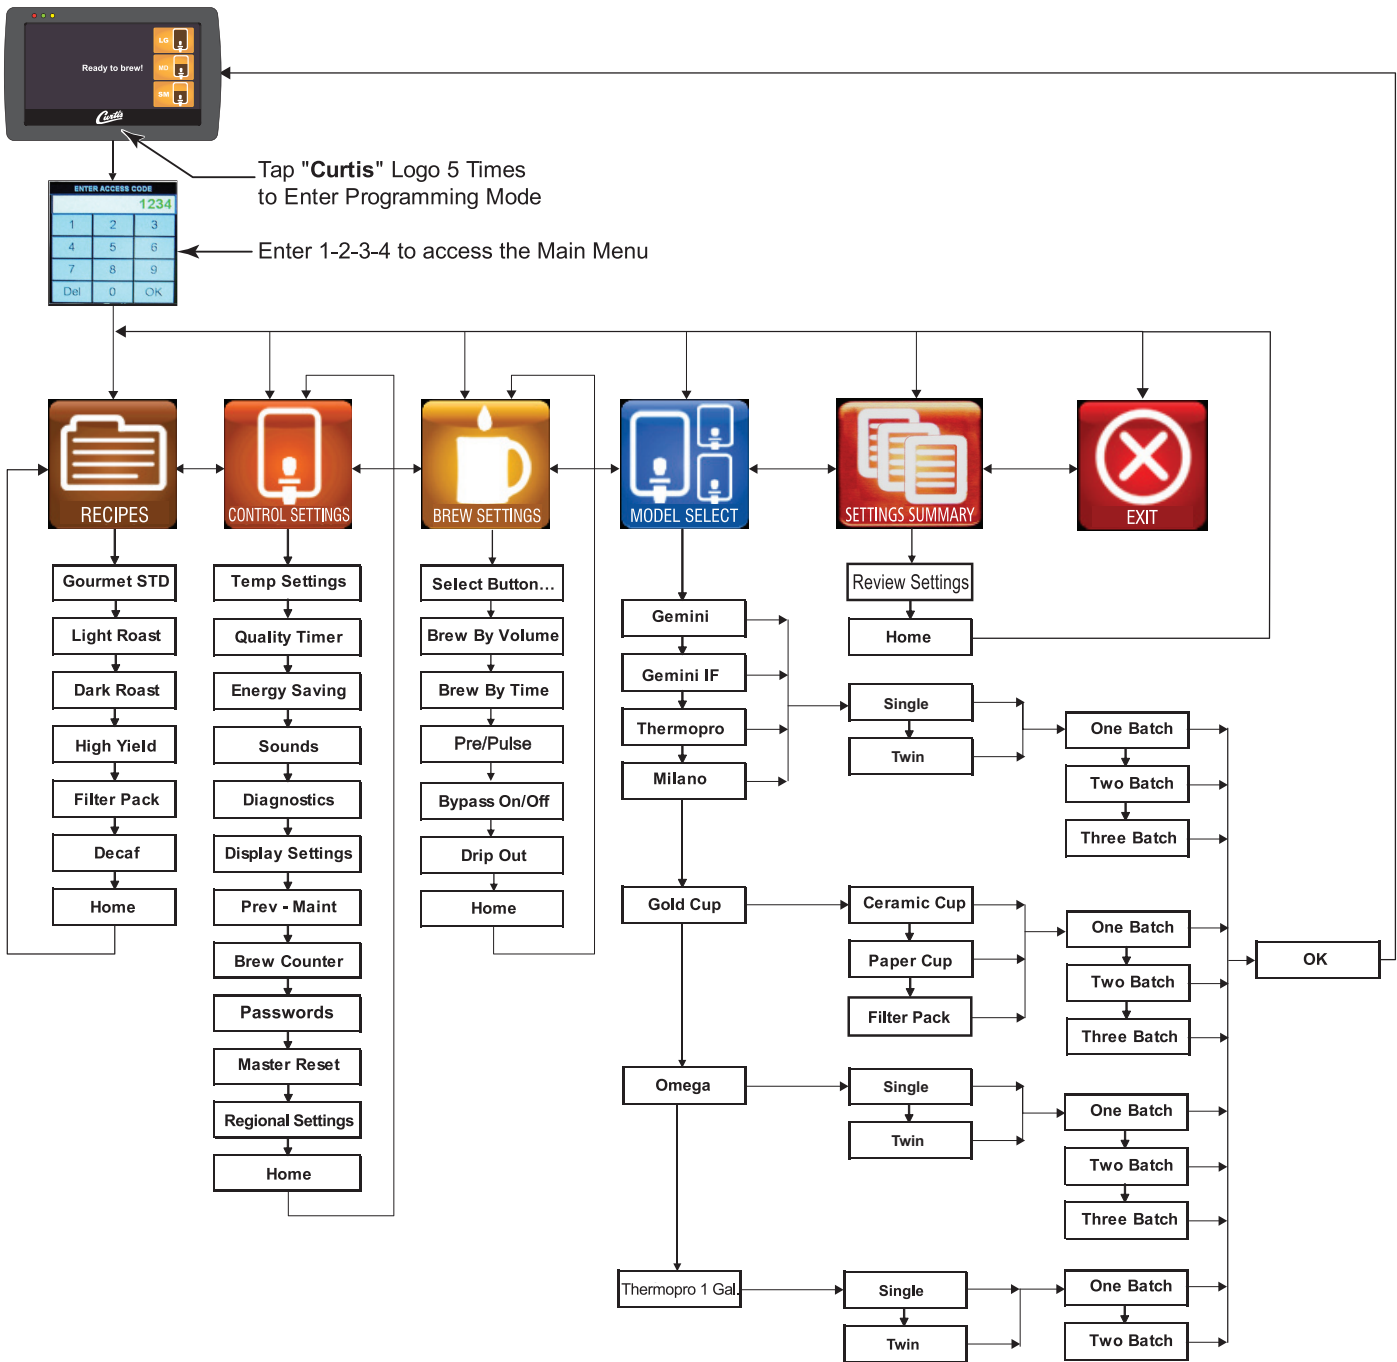 LG
Ready to brew!
MD
SM
Curtis
Tap "Curtis" Logo 5 Times
to Enter Programming Mode
ENTER ACCESS CODE
1234
1 2 3
4 5 6
7 8 9
Del 0 OK
Enter 1-2-3-4 to access the Main Menu
RECIPES
CONTROL SETTINGS
BREW SETTINGS
MODEL SELECT
SETTINGS SUMMARY
EXIT
Gourmet STD
Light Roast
Dark Roast
High Yield
Filter Pack
Decaf
Home
Temp Settings
Quality Timer
Energy Saving
Sounds
Diagnostics
Display Settings
Prev - Maint
Brew Counter
Passwords
Master Reset
Regional Settings
Home
Select Button...
Brew By Volume
Brew By Time
Pre/Pulse
Bypass On/Off
Drip Out
Home
Gemini
Gemini IF
Thermopro
Milano
Gold Cup
Omega
Thermopro 1 Gal.
Review Settings
Home
Single
Twin
One Batch
Two Batch
Three Batch
Ceramic Cup
Paper Cup
Filter Pack
One Batch
Two Batch
Three Batch
Single
Twin
One Batch
Two Batch
Three Batch
Single
Twin
One Batch
Two Batch
OK